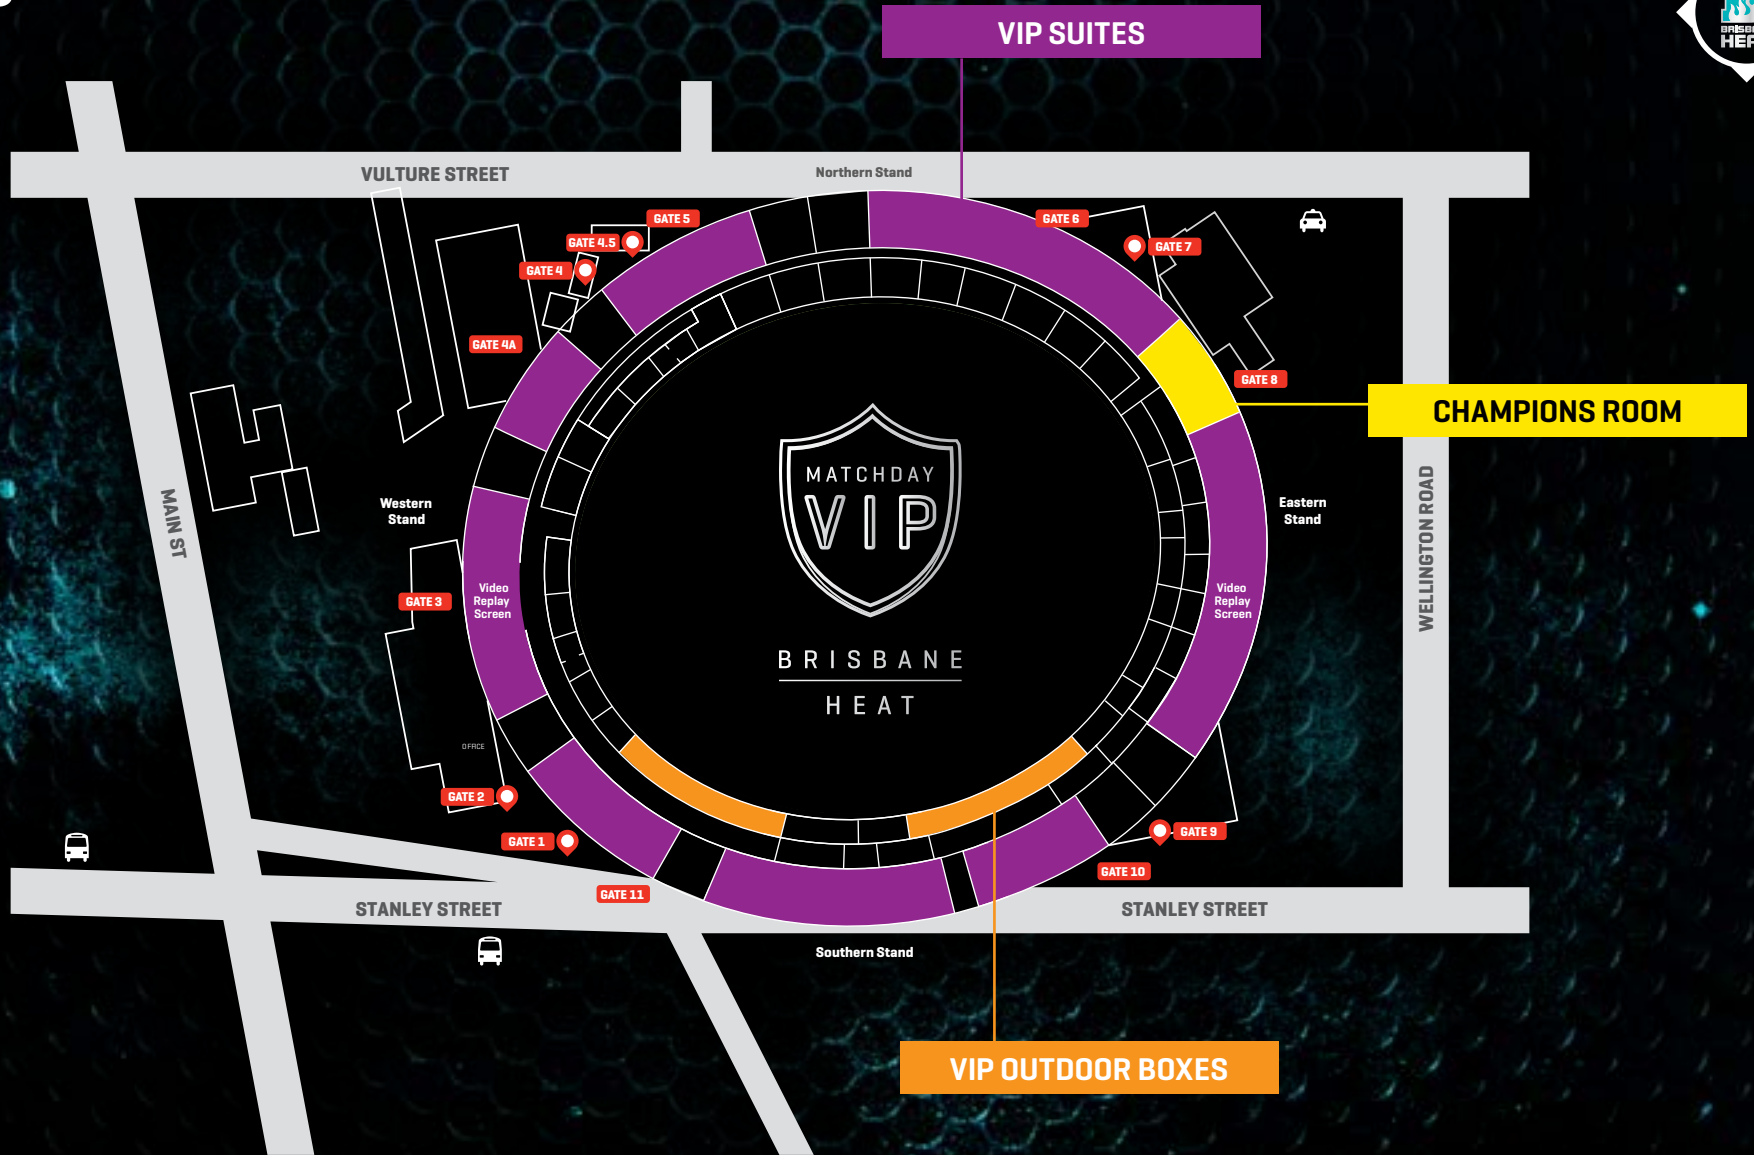 VIP SUITES
HEA
VULTURE STREET
Northern Stand
GATE 5
GATE 6
GATE 4.5
GATE 7
GATE 4
GATE 4A
GATE 8
CHAMPIONS ROOM
MATCHDAY
VIP
MAIN ST
Western
Stand
Eastern
Stand
WELLINGTON ROAD
Video
Replay
Screen
GATE 3
Video
Replay
Screen
BRISBANE
HEAT
OFFICE
GATE 2
GATE 1
GATE 9
GATE 10
GATE 11
STANLEY STREET
STANLEY STREET
Southern Stand
VIP OUTDOOR BOXES